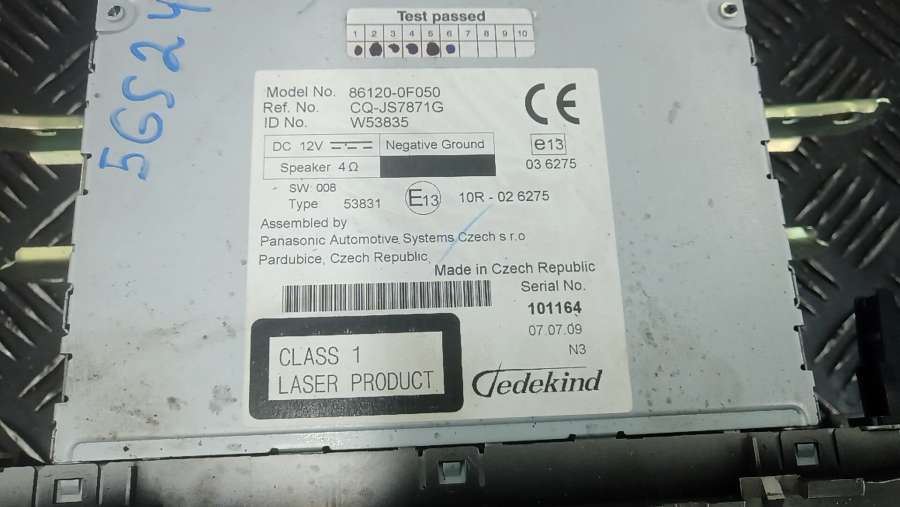 5GS24
Test passed
1 2 3 4 5 6 7 8 9 10
Model No. 86120-0F050
Ref. No. CQ-JS7871G
ID No. W53835
DC 12V Negative Ground
Speaker 4Ω
SW 008
Type 53831
CE
e13
03 6275
E13 10R - 02 6275
Assembled by
Panasonic Automotive Systems Czech s r.o
Pardubice, Czech Republic
Made in Czech Republic
Serial No.
101164
07.07.09
N3
CLASS 1
LASER PRODUCT
Tedekind